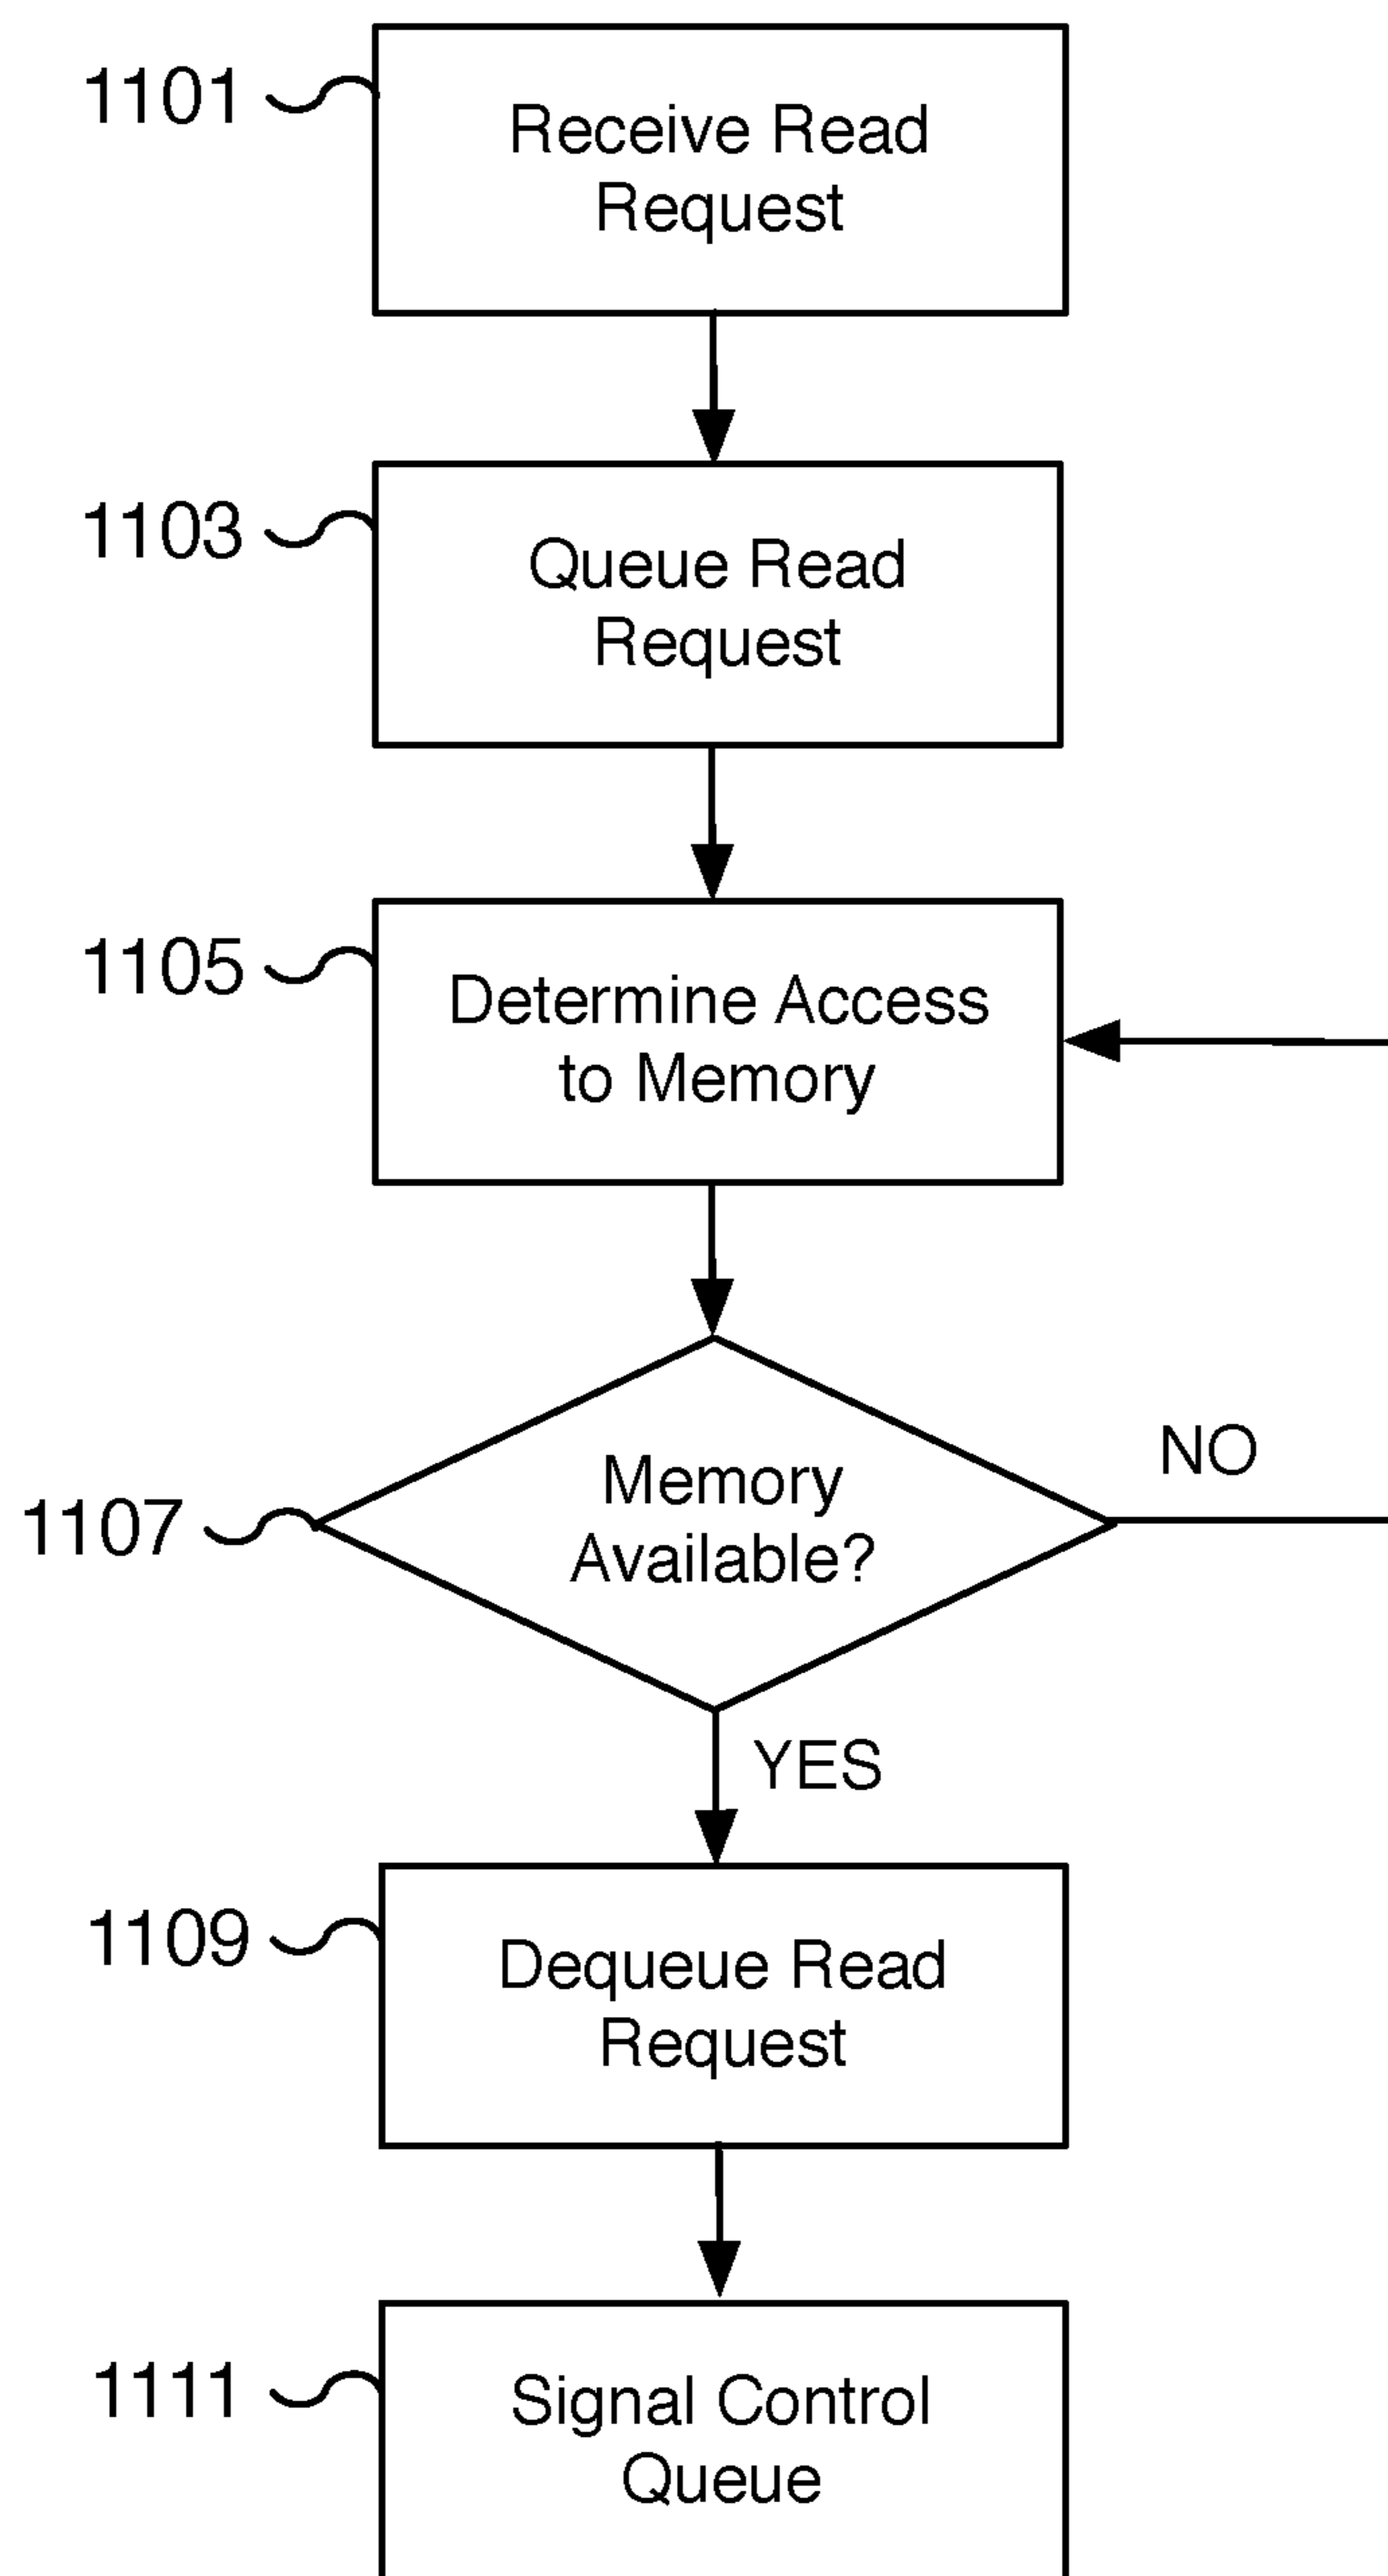 1101
Receive Read
Request
1103
Queue Read
Request
1105
Determine Access
to Memory
1107
Memory
Available?
NO
YES
1109
Dequeue Read
Request
1111
Signal Control
Queue